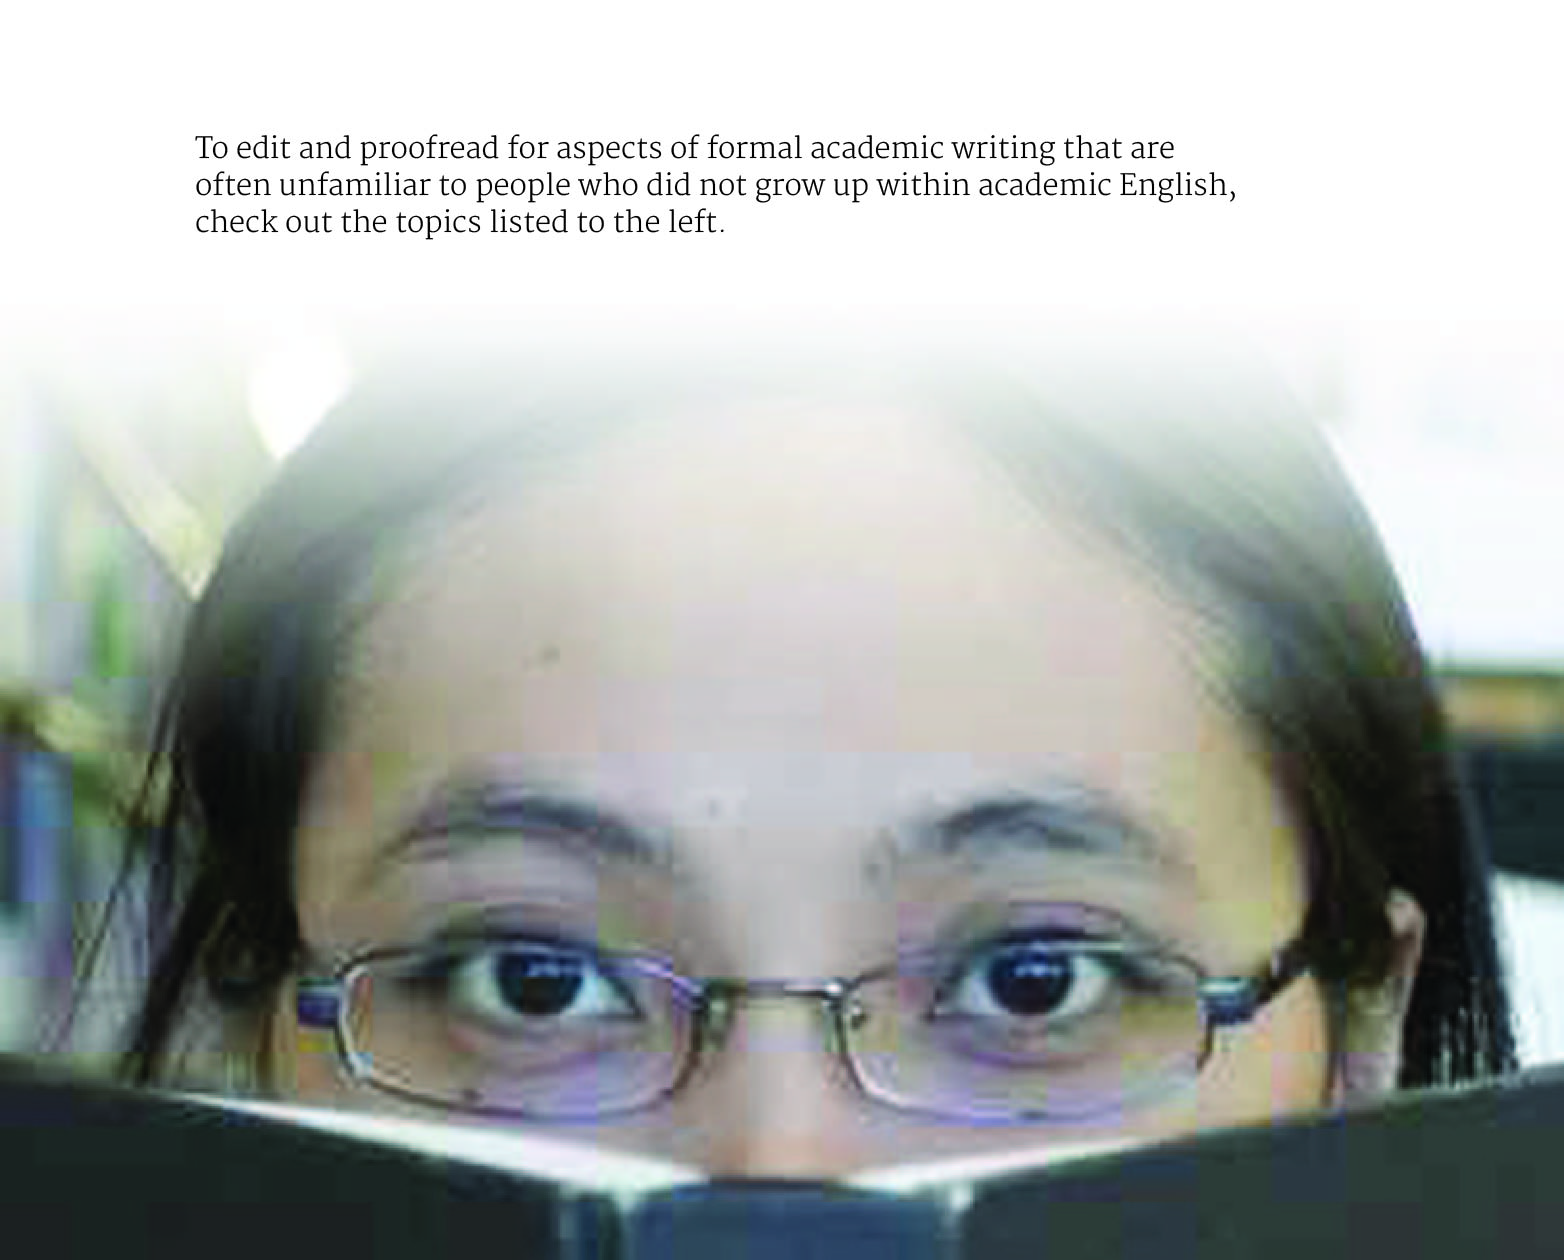 To edit and proofread for aspects of formal academic writing that are
often unfamiliar to people who did not grow up within academic English,
check out the topics listed to the left.